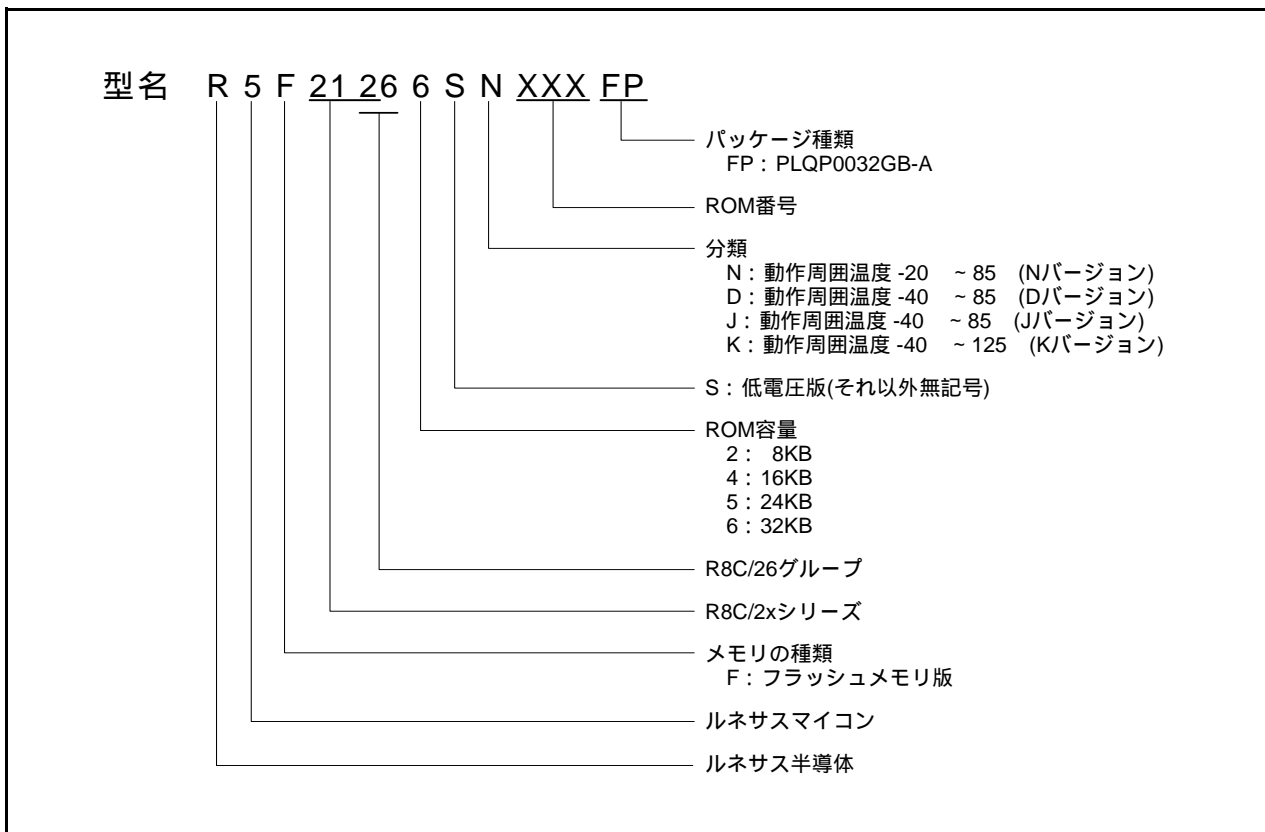 型名 R 5 F 21 26 6 S N XXX FP
パッケージ種類
FP : PLQP0032GB-A
ROM番号
分類
N : 動作周囲温度 -20 ~ 85 (Nバージョン)
D : 動作周囲温度 -40 ~ 85 (Dバージョン)
J : 動作周囲温度 -40 ~ 85 (Jバージョン)
K : 動作周囲温度 -40 ~ 125 (Kバージョン)
S : 低電圧版(それ以外無記号)
ROM容量
2 : 8KB
4 : 16KB
5 : 24KB
6 : 32KB
R8C/26グループ
R8C/2xシリーズ
メモリの種類
F : フラッシュメモリ版
ルネサスマイコン
ルネサス半導体